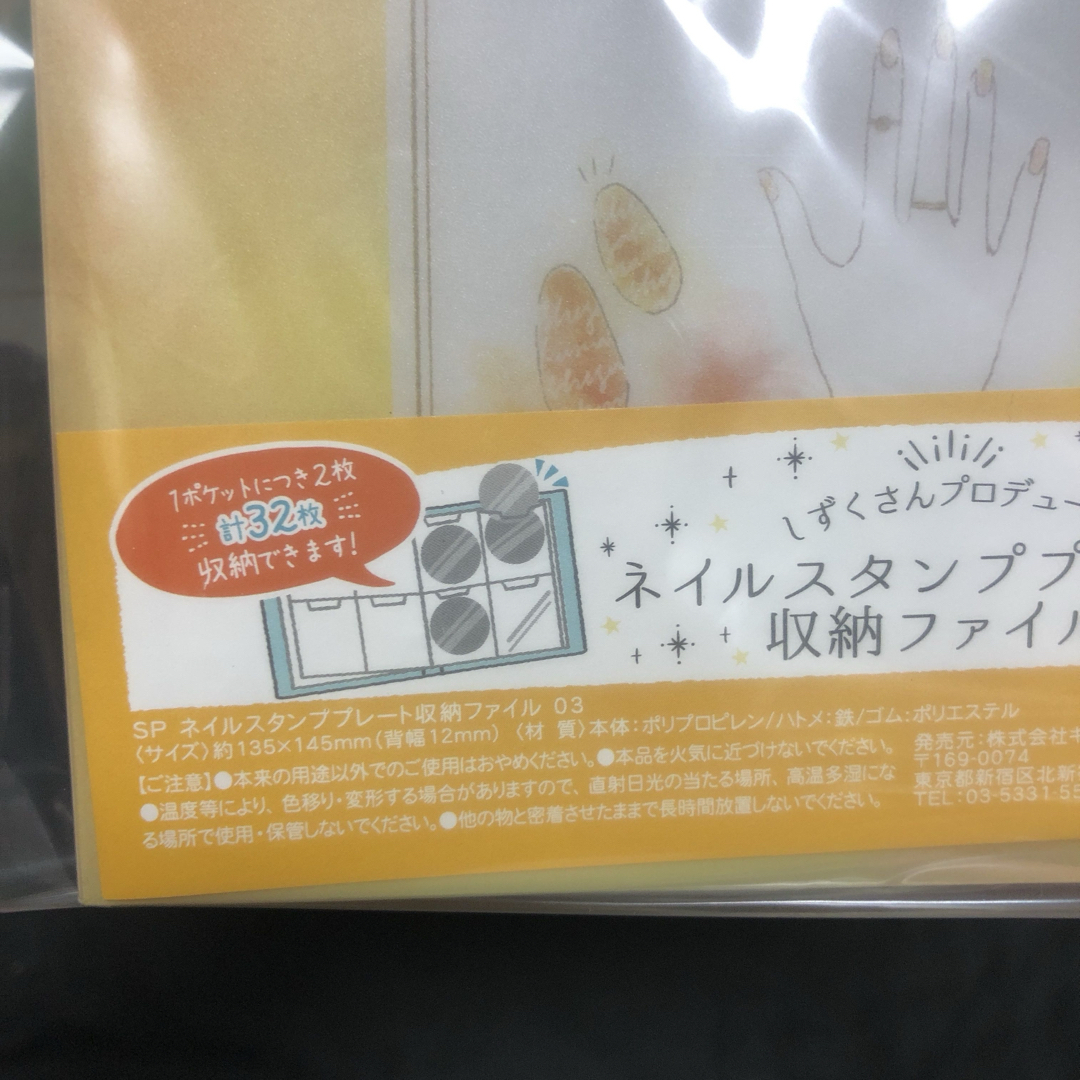 1ポケットにつき2枚
計32枚
収納できます!
しずくさんプロデュー
ネイルスタンププ
収納ファイル
SP ネイルスタンププレート収納ファイル 03
〈サイズ〉約135×145mm(背幅12mm) 〈材 質〉本体:ポリプロピレン/ハトメ:鉄/ゴム:ポリエステル
【ご注意】●本来の用途以外でのご使用はおやめください。●本品を火気に近づけないでください。
●温度等により、色移り・変形する場合がありますので、直射日光の当たる場所、高温多湿にな
る場所で使用・保管しないでください。●他の物と密着させたままで長時間放置しないでください。
発売元:株式会社キ
〒169-0074
東京都新宿区北新
TEL:03-5331-55